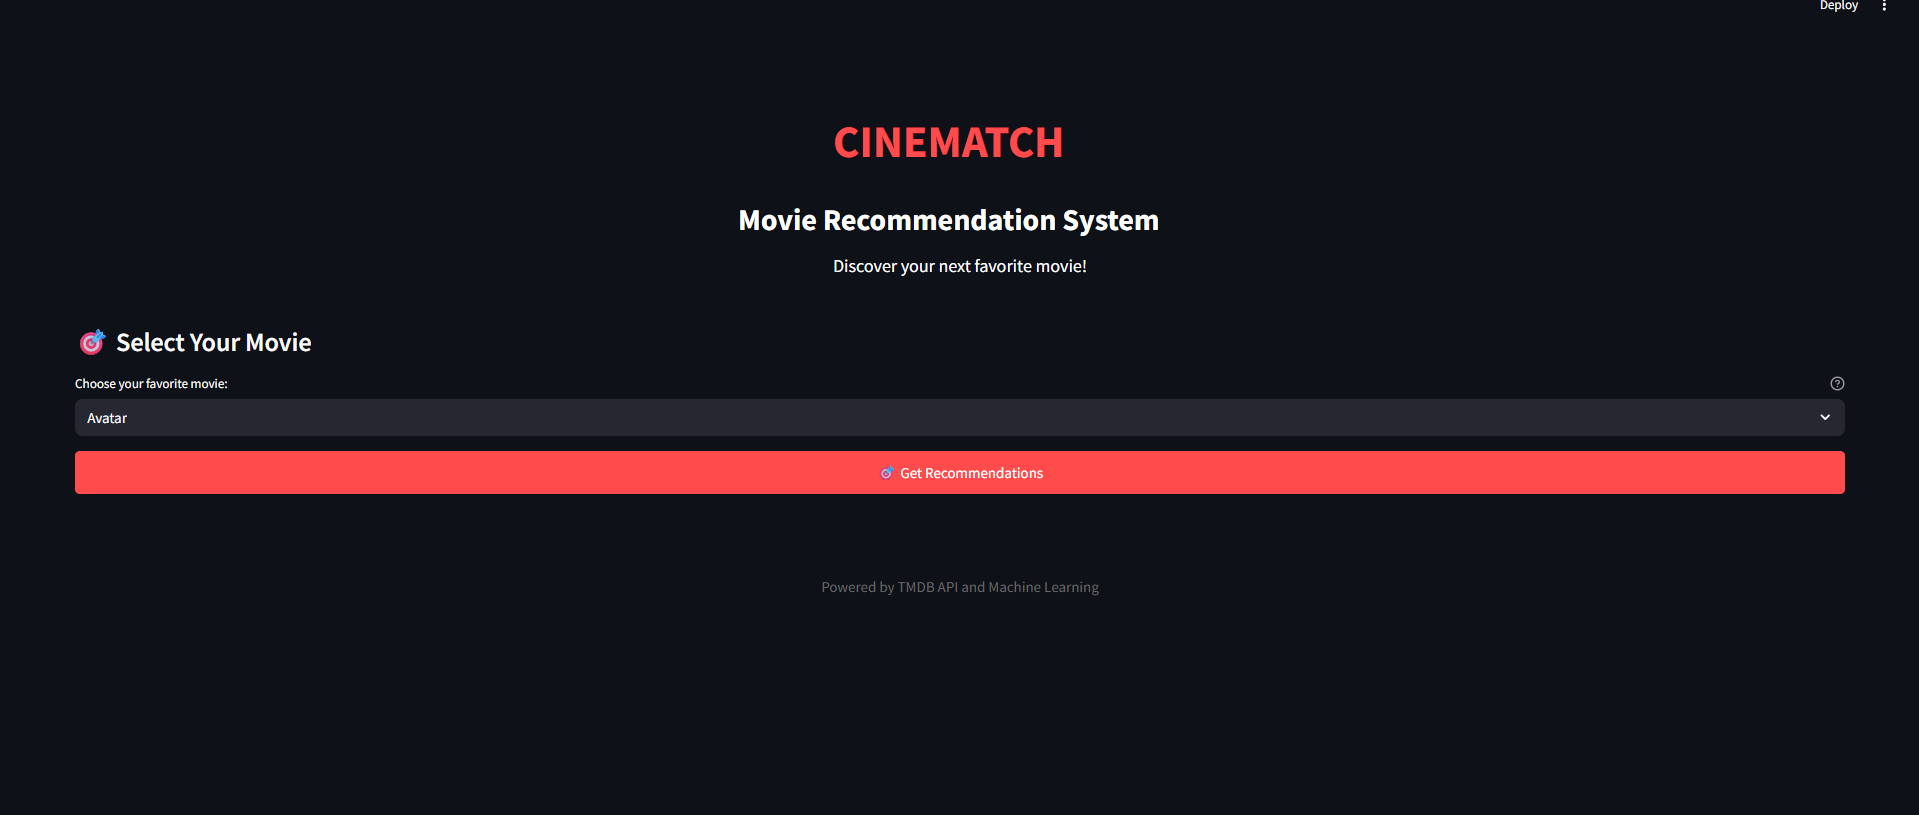 Deploy
CINEMATCH
Movie Recommendation System
Discover your next favorite movie!
Select Your Movie
Choose your favorite movie:
Avatar
Get Recommendations
Powered by TMDB API and Machine Learning